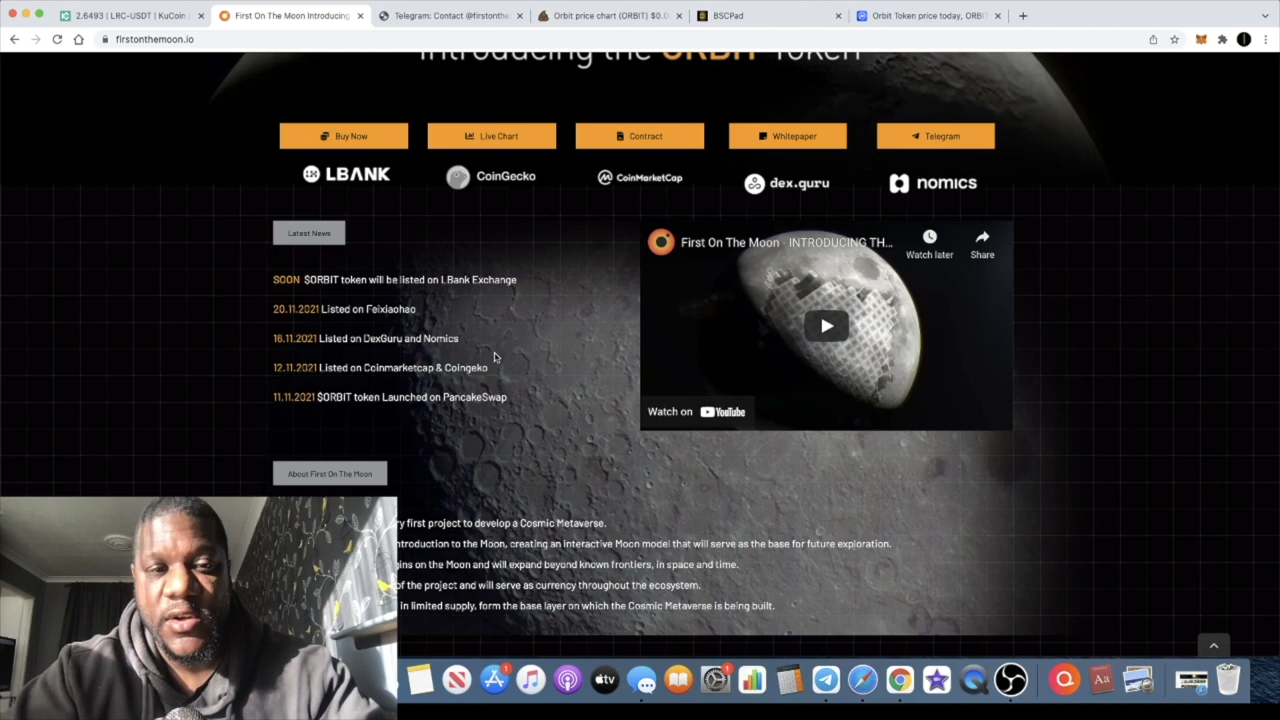 2.6493 | LRC-USDT | KuCoin
First On The Moon Introducing
Telegram: Contact @firstonthe
Orbit price chart (ORBIT) $0.0
BSCPad
Orbit Token price today, ORBIT
firstonthemoon.io
Introducing the ORBIT Token
Buy Now
Live Chart
Contract
Whitepaper
Telegram
LBANK
CoinGecko
CoinMarketCap
dex.guru
nomics
Latest News
SOON $ORBIT token will be listed on LBank Exchange
20.11.2021 Listed on Feixiaohao
16.11.2021 Listed on DexGuru and Nomics
12.11.2021 Listed on Coinmarketcap & Coingeko
11.11.2021 $ORBIT token Launched on PancakeSwap
First On The Moon - INTRODUCING TH...
Watch later
Share
Watch on YouTube
About First On The Moon
ry first project to develop a Cosmic Metaverse.
ntroduction to the Moon, creating an interactive Moon model that will serve as the base for future exploration.
gins on the Moon and will expand beyond known frontiers, in space and time.
of the project and will serve as currency throughout the ecosystem.
in limited supply, form the base layer on which the Cosmic Metaverse is being built.
1
tv
1
Aa